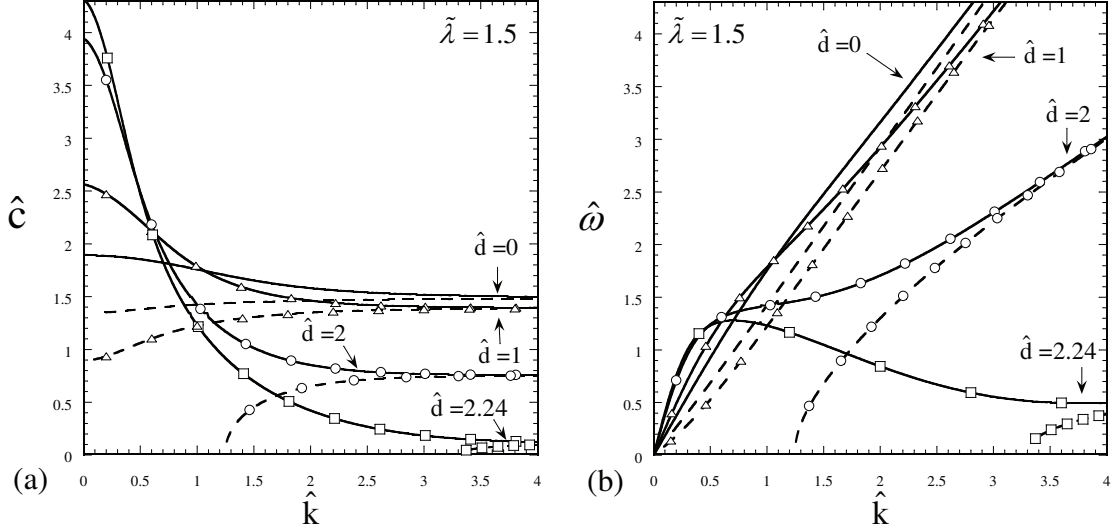 λ̃ = 1.5
4
3.5
3
2.5
2
1.5
1
0.5
0
ĉ
d̂ =0
d̂ =2
d̂ =1
d̂ =2.24
0 0.5 1 1.5 2 2.5 3 3.5 4
(a)
k̂
λ̃ = 1.5
4
3.5
3
2.5
2
1.5
1
0.5
0
ω̂
d̂ =0
d̂ =1
d̂ =2
d̂ =2.24
0 0.5 1 1.5 2 2.5 3 3.5 4
(b)
k̂